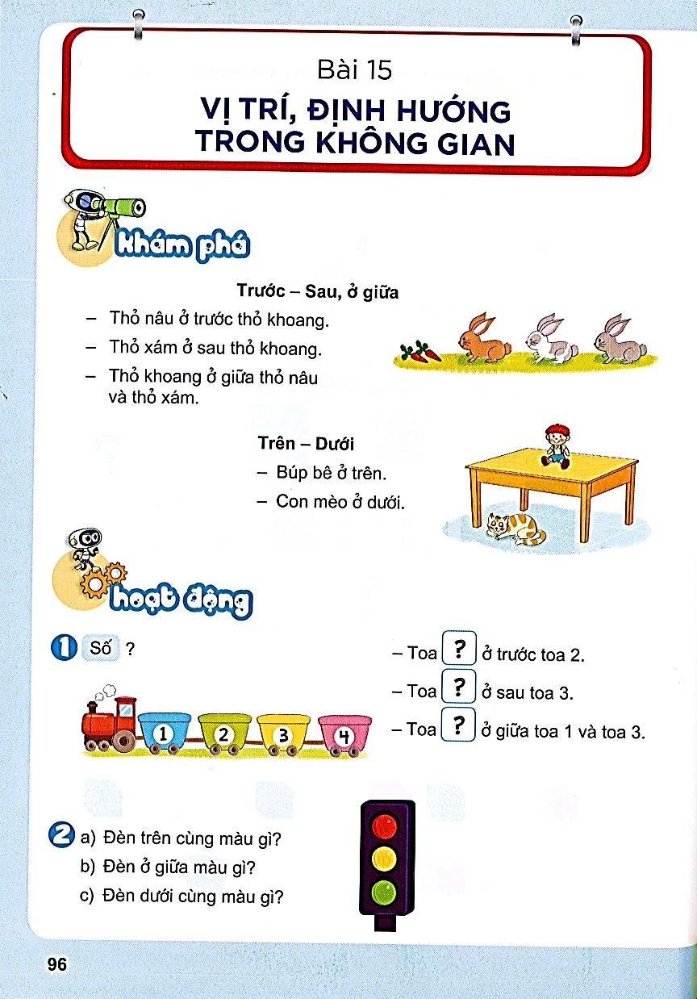 Bài 15
VỊ TRÍ, ĐỊNH HƯỚNG
TRONG KHÔNG GIAN
khám phá
Trước – Sau, ở giữa
– Thỏ nâu ở trước thỏ khoang.
– Thỏ xám ở sau thỏ khoang.
– Thỏ khoang ở giữa thỏ nâu
và thỏ xám.
Trên – Dưới
– Búp bê ở trên.
– Con mèo ở dưới.
hoạt động
1 Số ?
– Toa ? ở trước toa 2.
– Toa ? ở sau toa 3.
– Toa ? ở giữa toa 1 và toa 3.
1 2 3 4
2 a) Đèn trên cùng màu gì?
b) Đèn ở giữa màu gì?
c) Đèn dưới cùng màu gì?
96